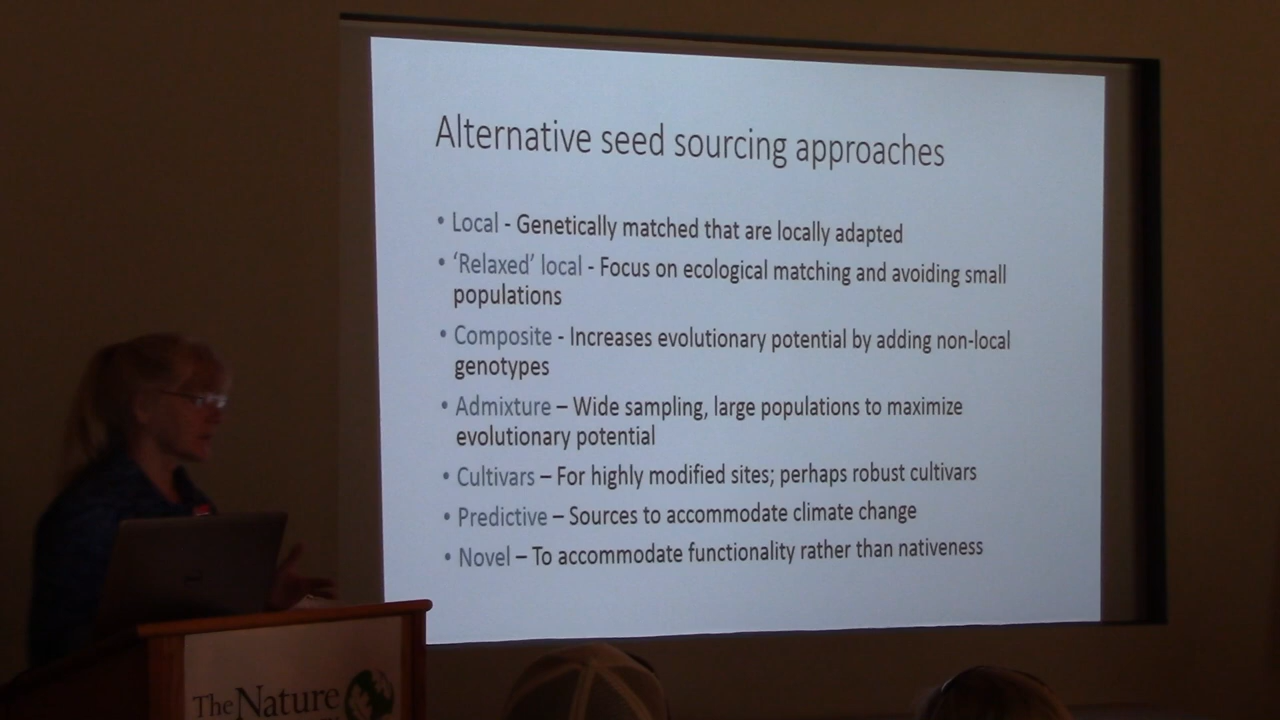 Alternative seed sourcing approaches
• Local - Genetically matched that are locally adapted
• ‘Relaxed’ local - Focus on ecological matching and avoiding small
populations
• Composite - Increases evolutionary potential by adding non-local
genotypes
• Admixture – Wide sampling, large populations to maximize
evolutionary potential
• Cultivars – For highly modified sites; perhaps robust cultivars
• Predictive – Sources to accommodate climate change
• Novel – To accommodate functionality rather than nativeness
The Nature